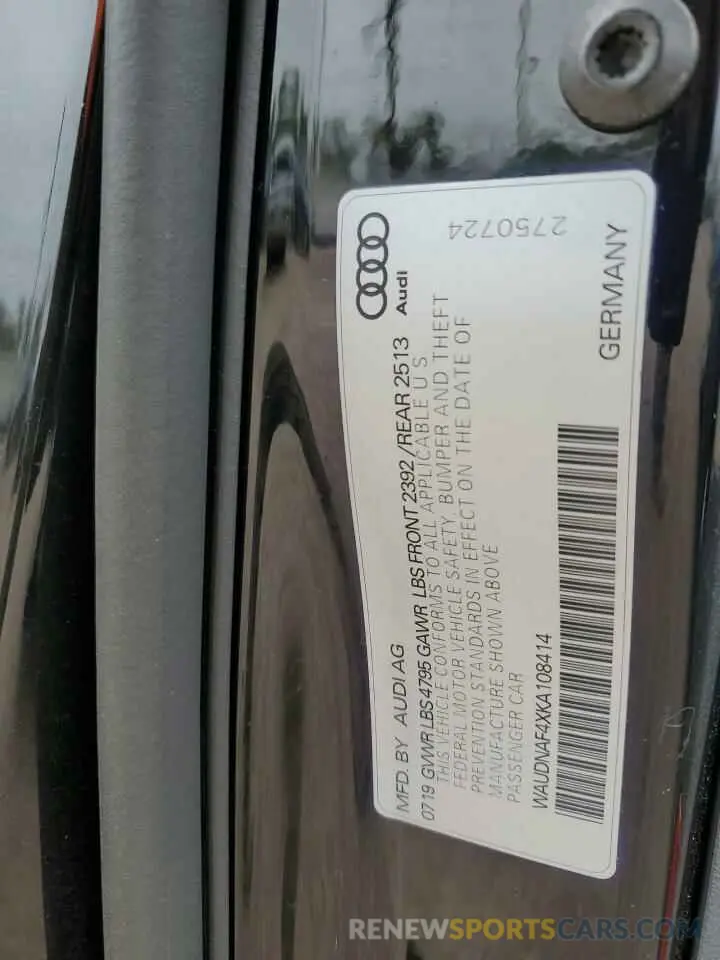 Audi
2750724
MFD. BY AUDI AG
0719 GVWR LBS 4795 GAWR LBS FRONT 2392 /REAR 2513
THIS VEHICLE CONFORMS TO ALL APPLICABLE U S
FEDERAL MOTOR VEHICLE SAFETY, BUMPER AND THEFT
PREVENTION STANDARDS IN EFFECT ON THE DATE OF
MANUFACTURE SHOWN ABOVE
PASSENGER CAR
WAUDNAF4XKA108414
GERMANY
RENEWSPORTSCARS.COM